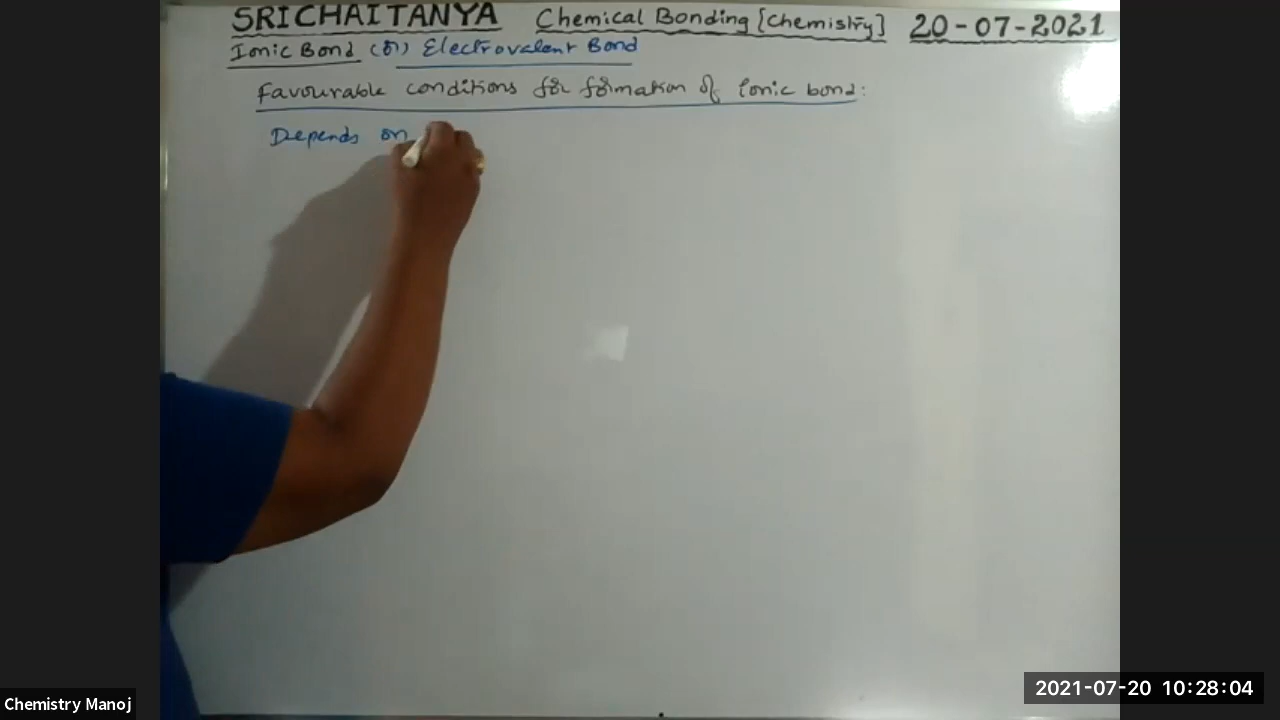 SRICHAITANYA Chemical Bonding [Chemistry] 20-07-2021
Ionic Bond (or) Electrovalent Bond
Favourable conditions for formation of Ionic bond:
Depends on
Chemistry Manoj
2021-07-20 10:28:04